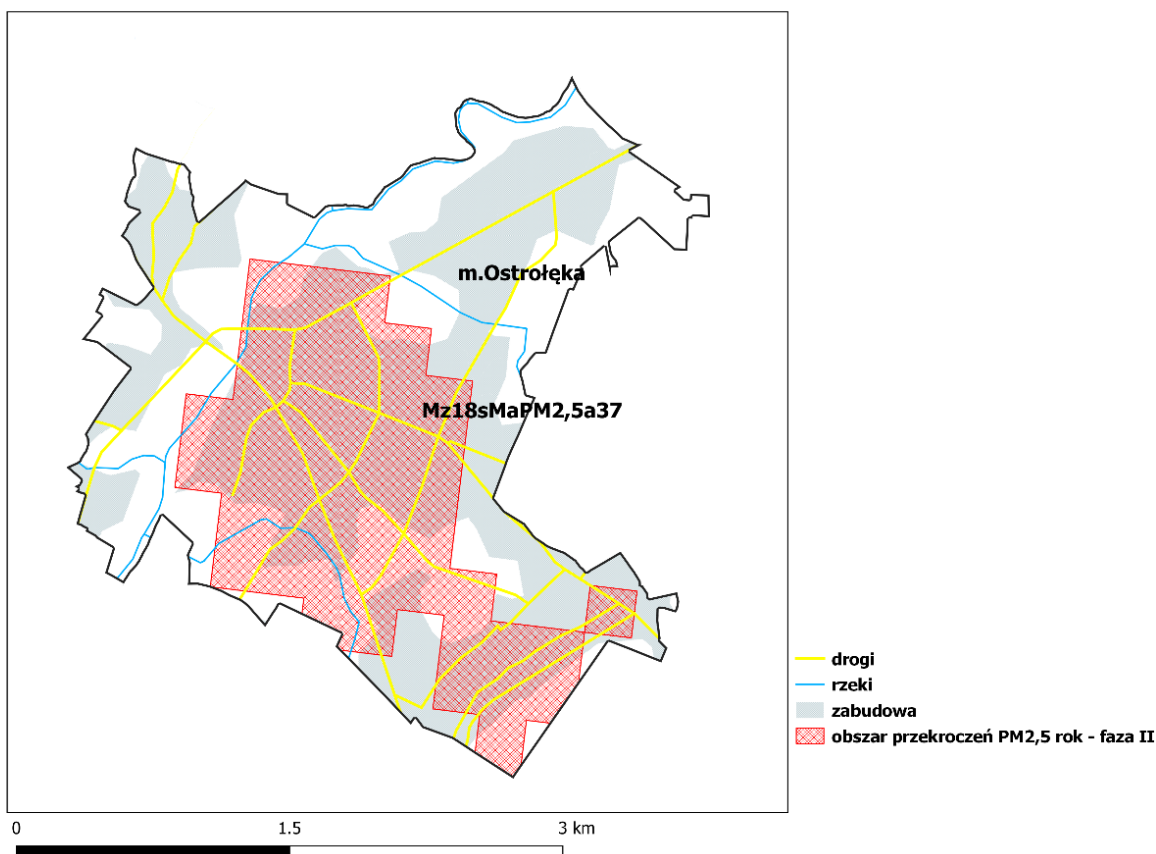 m.Ostrołęka
Mz18sMaPM2,5a37
drogi
rzeki
zabudowa
obszar przekroczeń PM2,5 rok - faza II
0 1.5 3 km